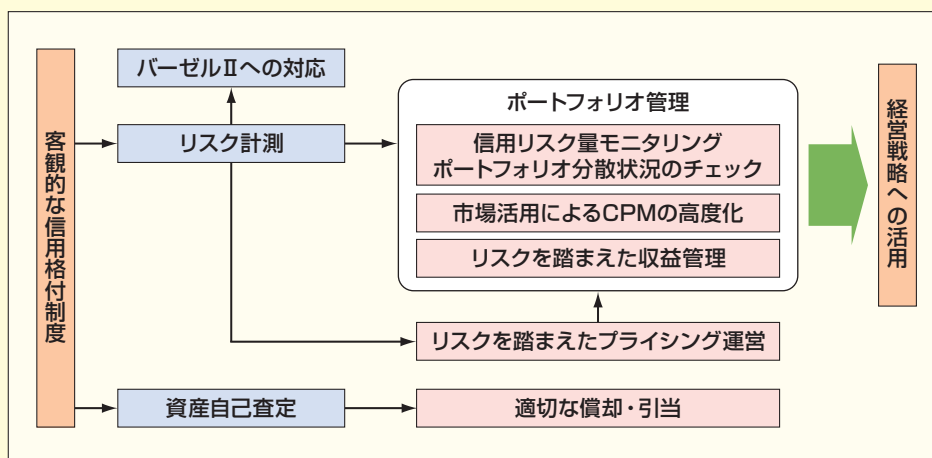 客観的な信用格付制度
バーゼルⅡへの対応
リスク計測
ポートフォリオ管理
信用リスク量モニタリング
ポートフォリオ分散状況のチェック
市場活用によるCPMの高度化
リスクを踏まえた収益管理
リスクを踏まえたプライシング運営
資産自己査定
適切な償却・引当
経営戦略への活用